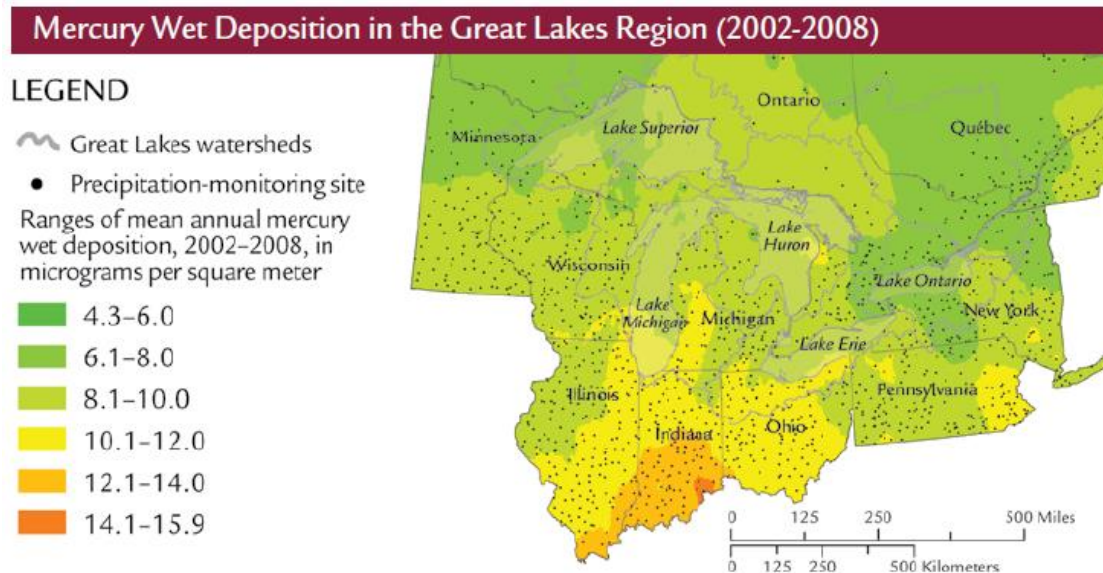 Mercury Wet Deposition in the Great Lakes Region (2002-2008)
LEGEND
Great Lakes watersheds
Precipitation-monitoring site
Ranges of mean annual mercury
wet deposition, 2002–2008, in
micrograms per square meter
4.3–6.0
6.1–8.0
8.1–10.0
10.1–12.0
12.1–14.0
14.1–15.9
Ontario
Minnesota
Lake Superior
Québec
Lake
Huron
Wisconsin
Lake Ontario
Lake
Michigan
Michigan
New York
Lake Erie
Illinois
Pennsylvania
Indiana
Ohio
0 125 250 500 Miles
0 125 250 500 Kilometers